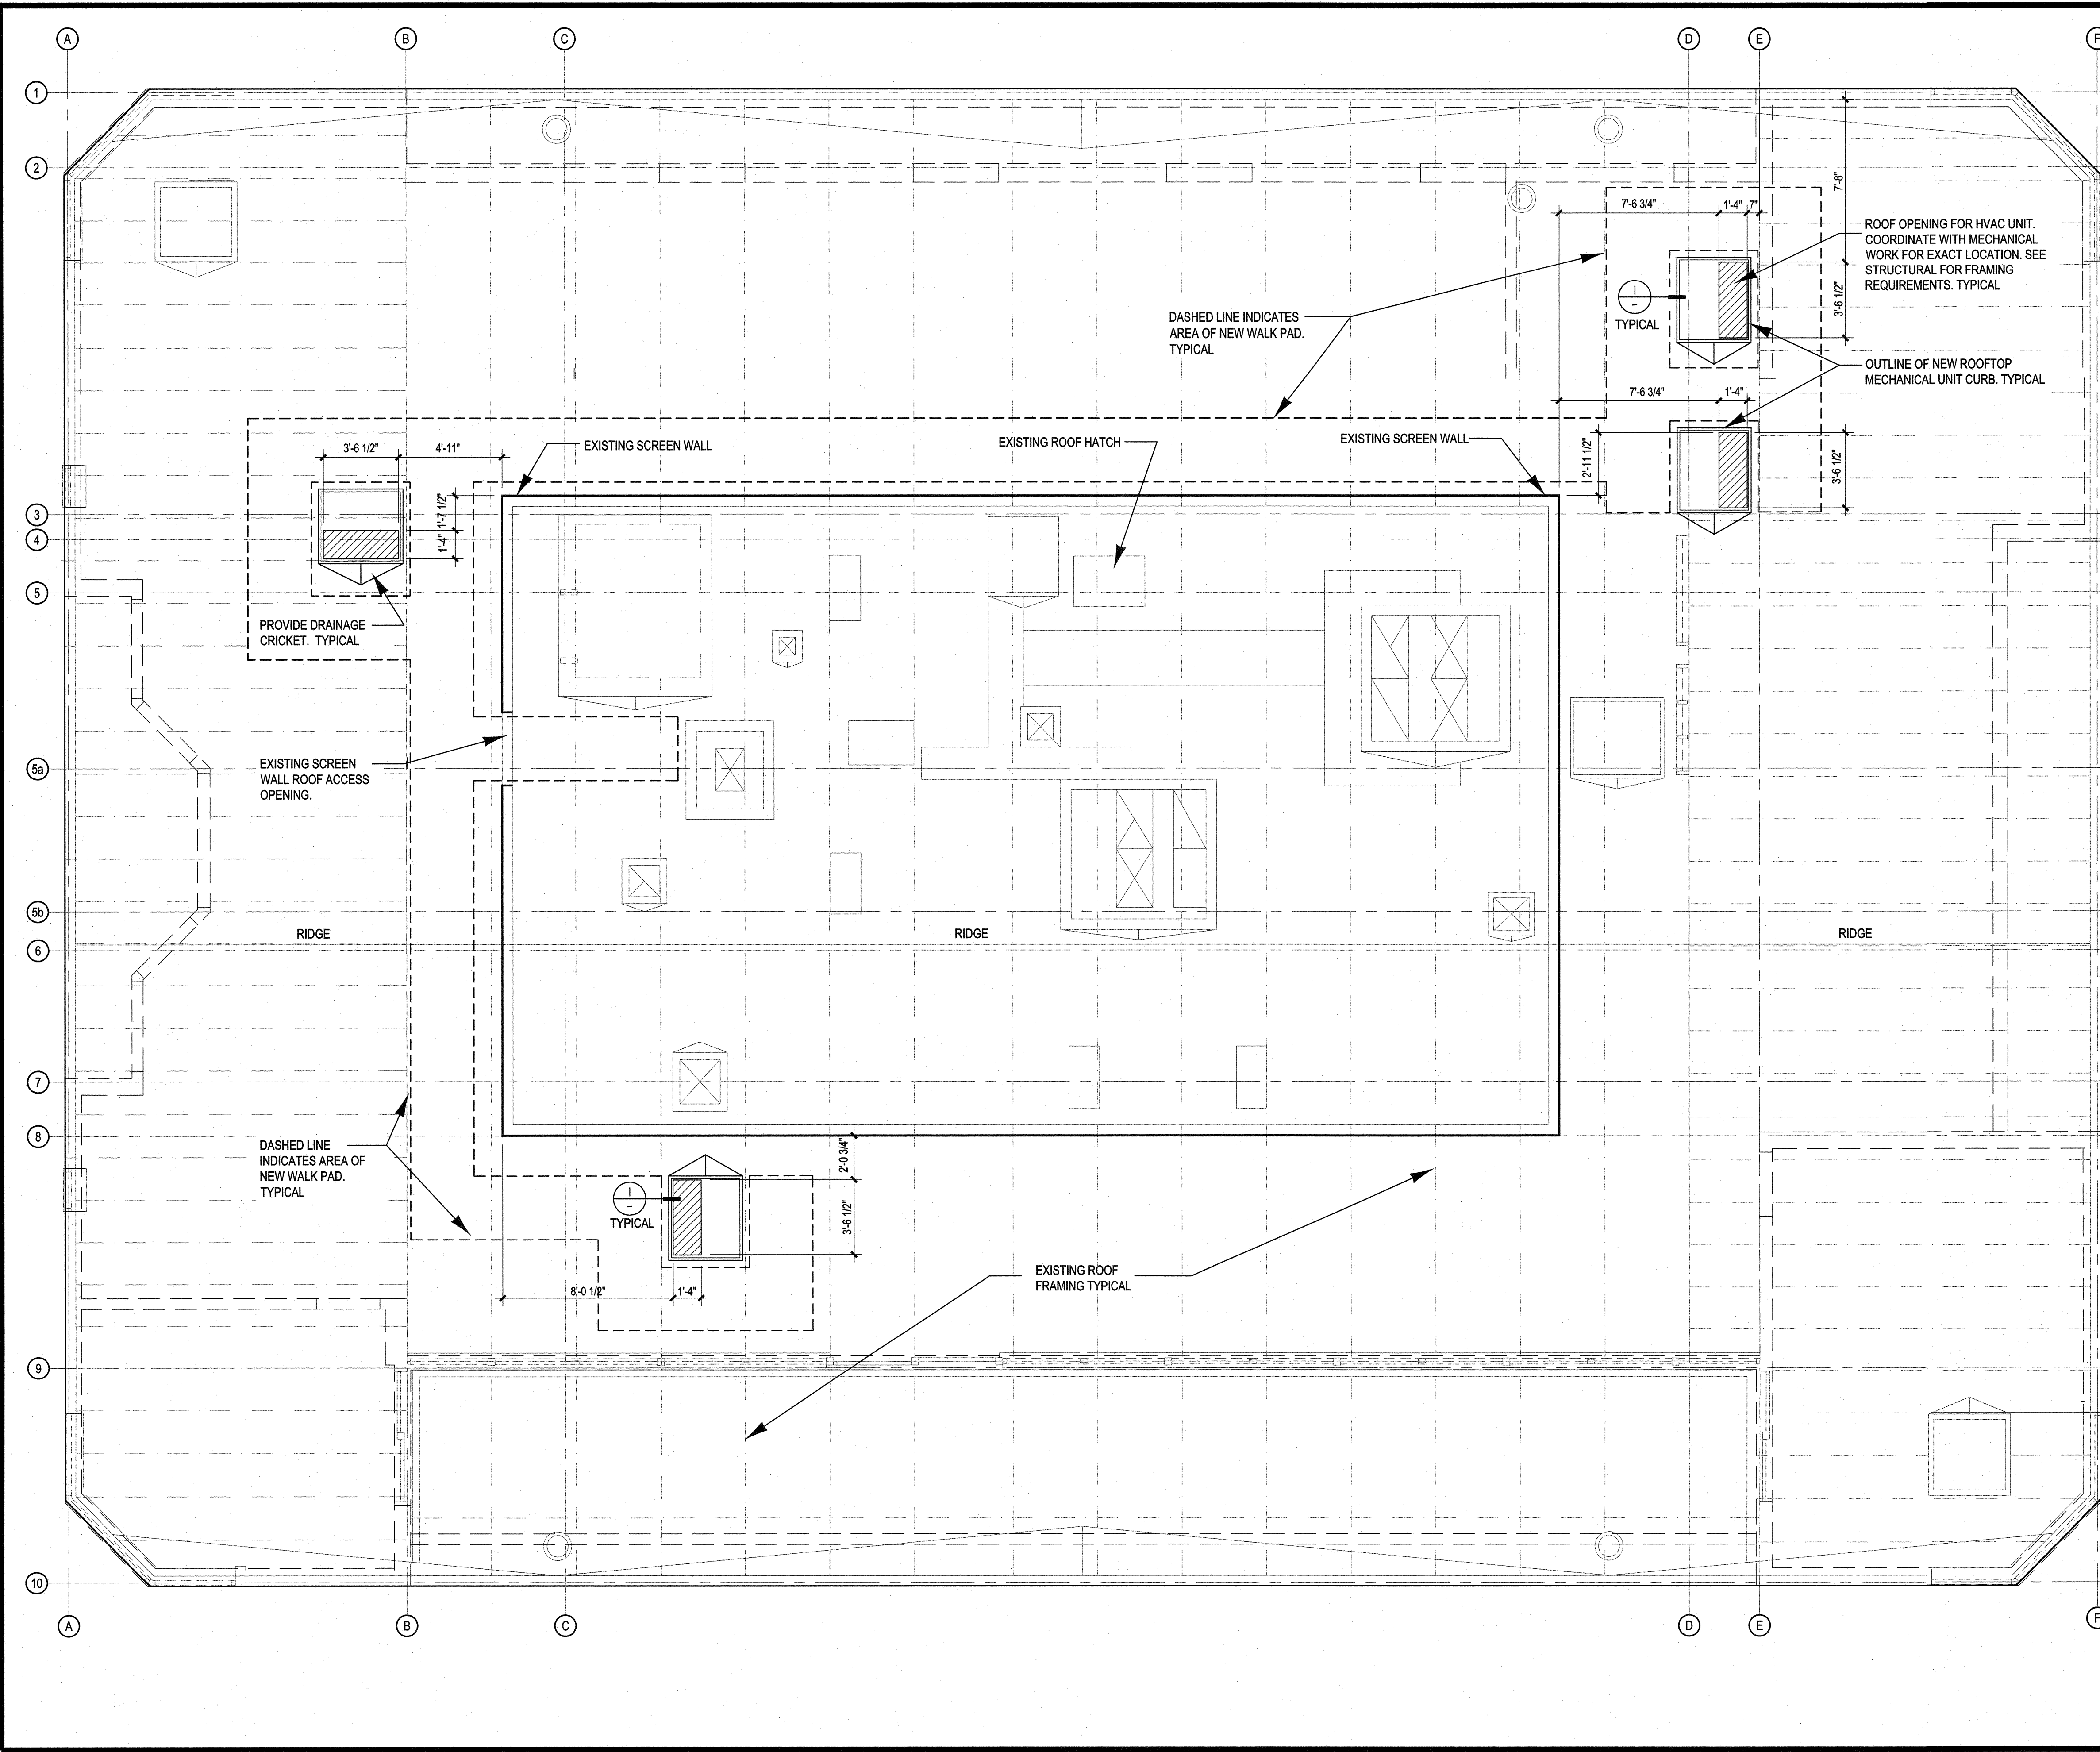 A B C D E F
1
2
7'-8"
7'-6 3/4" 1'-4" 7"
ROOF OPENING FOR HVAC UNIT.
COORDINATE WITH MECHANICAL
WORK FOR EXACT LOCATION. SEE
STRUCTURAL FOR FRAMING
REQUIREMENTS. TYPICAL
1
-
TYPICAL
3'-6 1/2"
DASHED LINE INDICATES
AREA OF NEW WALK PAD.
TYPICAL
OUTLINE OF NEW ROOFTOP
MECHANICAL UNIT CURB. TYPICAL
7'-6 3/4" 1'-4"
3'-6 1/2" 4'-11"
EXISTING SCREEN WALL
EXISTING ROOF HATCH
EXISTING SCREEN WALL
2'-11 1/2"
3'-6 1/2"
1'-7 1/2"
1'-4"
3
4
5
PROVIDE DRAINAGE
CRICKET. TYPICAL
5a
EXISTING SCREEN
WALL ROOF ACCESS
OPENING.
5b
RIDGE RIDGE RIDGE
6
7
8
DASHED LINE
INDICATES AREA OF
NEW WALK PAD.
TYPICAL
2'-0 3/4"
3'-6 1/2"
1
-
TYPICAL
8'-0 1/2" 1'-4"
EXISTING ROOF
FRAMING TYPICAL
9
10
A B C D E F